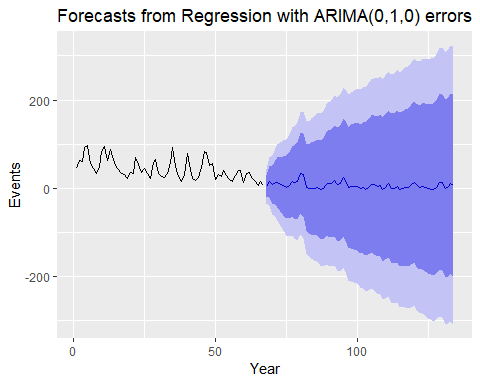 Forecasts from Regression with ARIMA(0,1,0) errors
200
0
-200
Events
0 50 100
Year